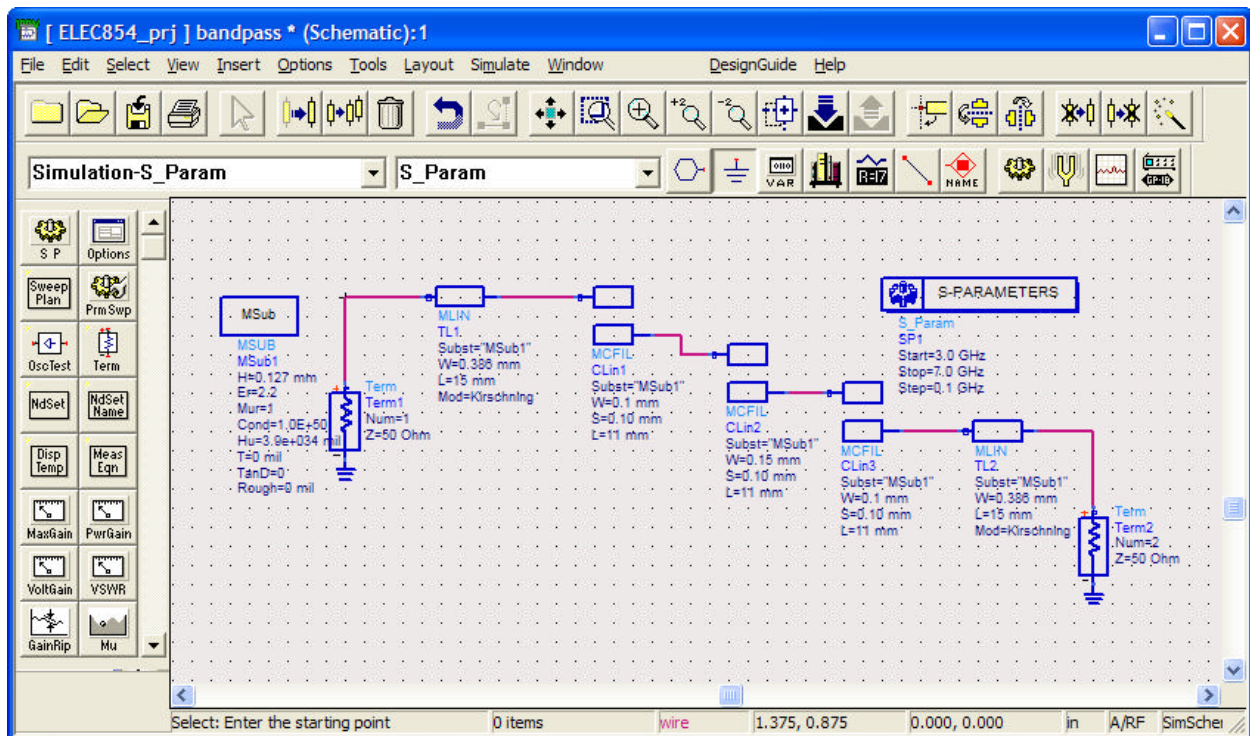 [ ELEC854_prj ] bandpass * (Schematic):1
File Edit Select View Insert Options Tools Layout Simulate Window DesignGuide Help
VAR
NAME
Simulation-S_Param
S_Param
S P
Options
Sweep Plan
Prm Swp
OscTest
Term
NdSet
NdSet Name
Disp Temp
Meas Eqn
MaxGain
PwrGain
VoltGain
VSWR
GainRip
Mu
MSub
MSUB
MSub1
H=0.127 mm
Er=2.2
Mur=1
Cond=1.0E+50
Hu=3.9e+034 mil
T=0 mil
TanD=0
Rough=0 mil
Term
Term1
Num=1
Z=50 Ohm
MLIN
TL1
Subst="MSub1"
W=0.386 mm
L=15 mm
Mod=Kirschning
MCFIL
CLin1
Subst="MSub1"
W=0.1 mm
S=0.10 mm
L=11 mm
MCFIL
CLin2
Subst="MSub1"
W=0.15 mm
S=0.10 mm
L=11 mm
MCFIL
CLin3
Subst="MSub1"
W=0.1 mm
S=0.10 mm
L=11 mm
MLIN
TL2
Subst="MSub1"
W=0.386 mm
L=15 mm
Mod=Kirschning
Term
Term2
Num=2
Z=50 Ohm
S-PARAMETERS
S_Param
SP1
Start=3.0 GHz
Stop=7.0 GHz
Step=0.1 GHz
Select: Enter the starting point
0 items
wire
1.375, 0.875
0.000, 0.000
in
A/RF
SimScher